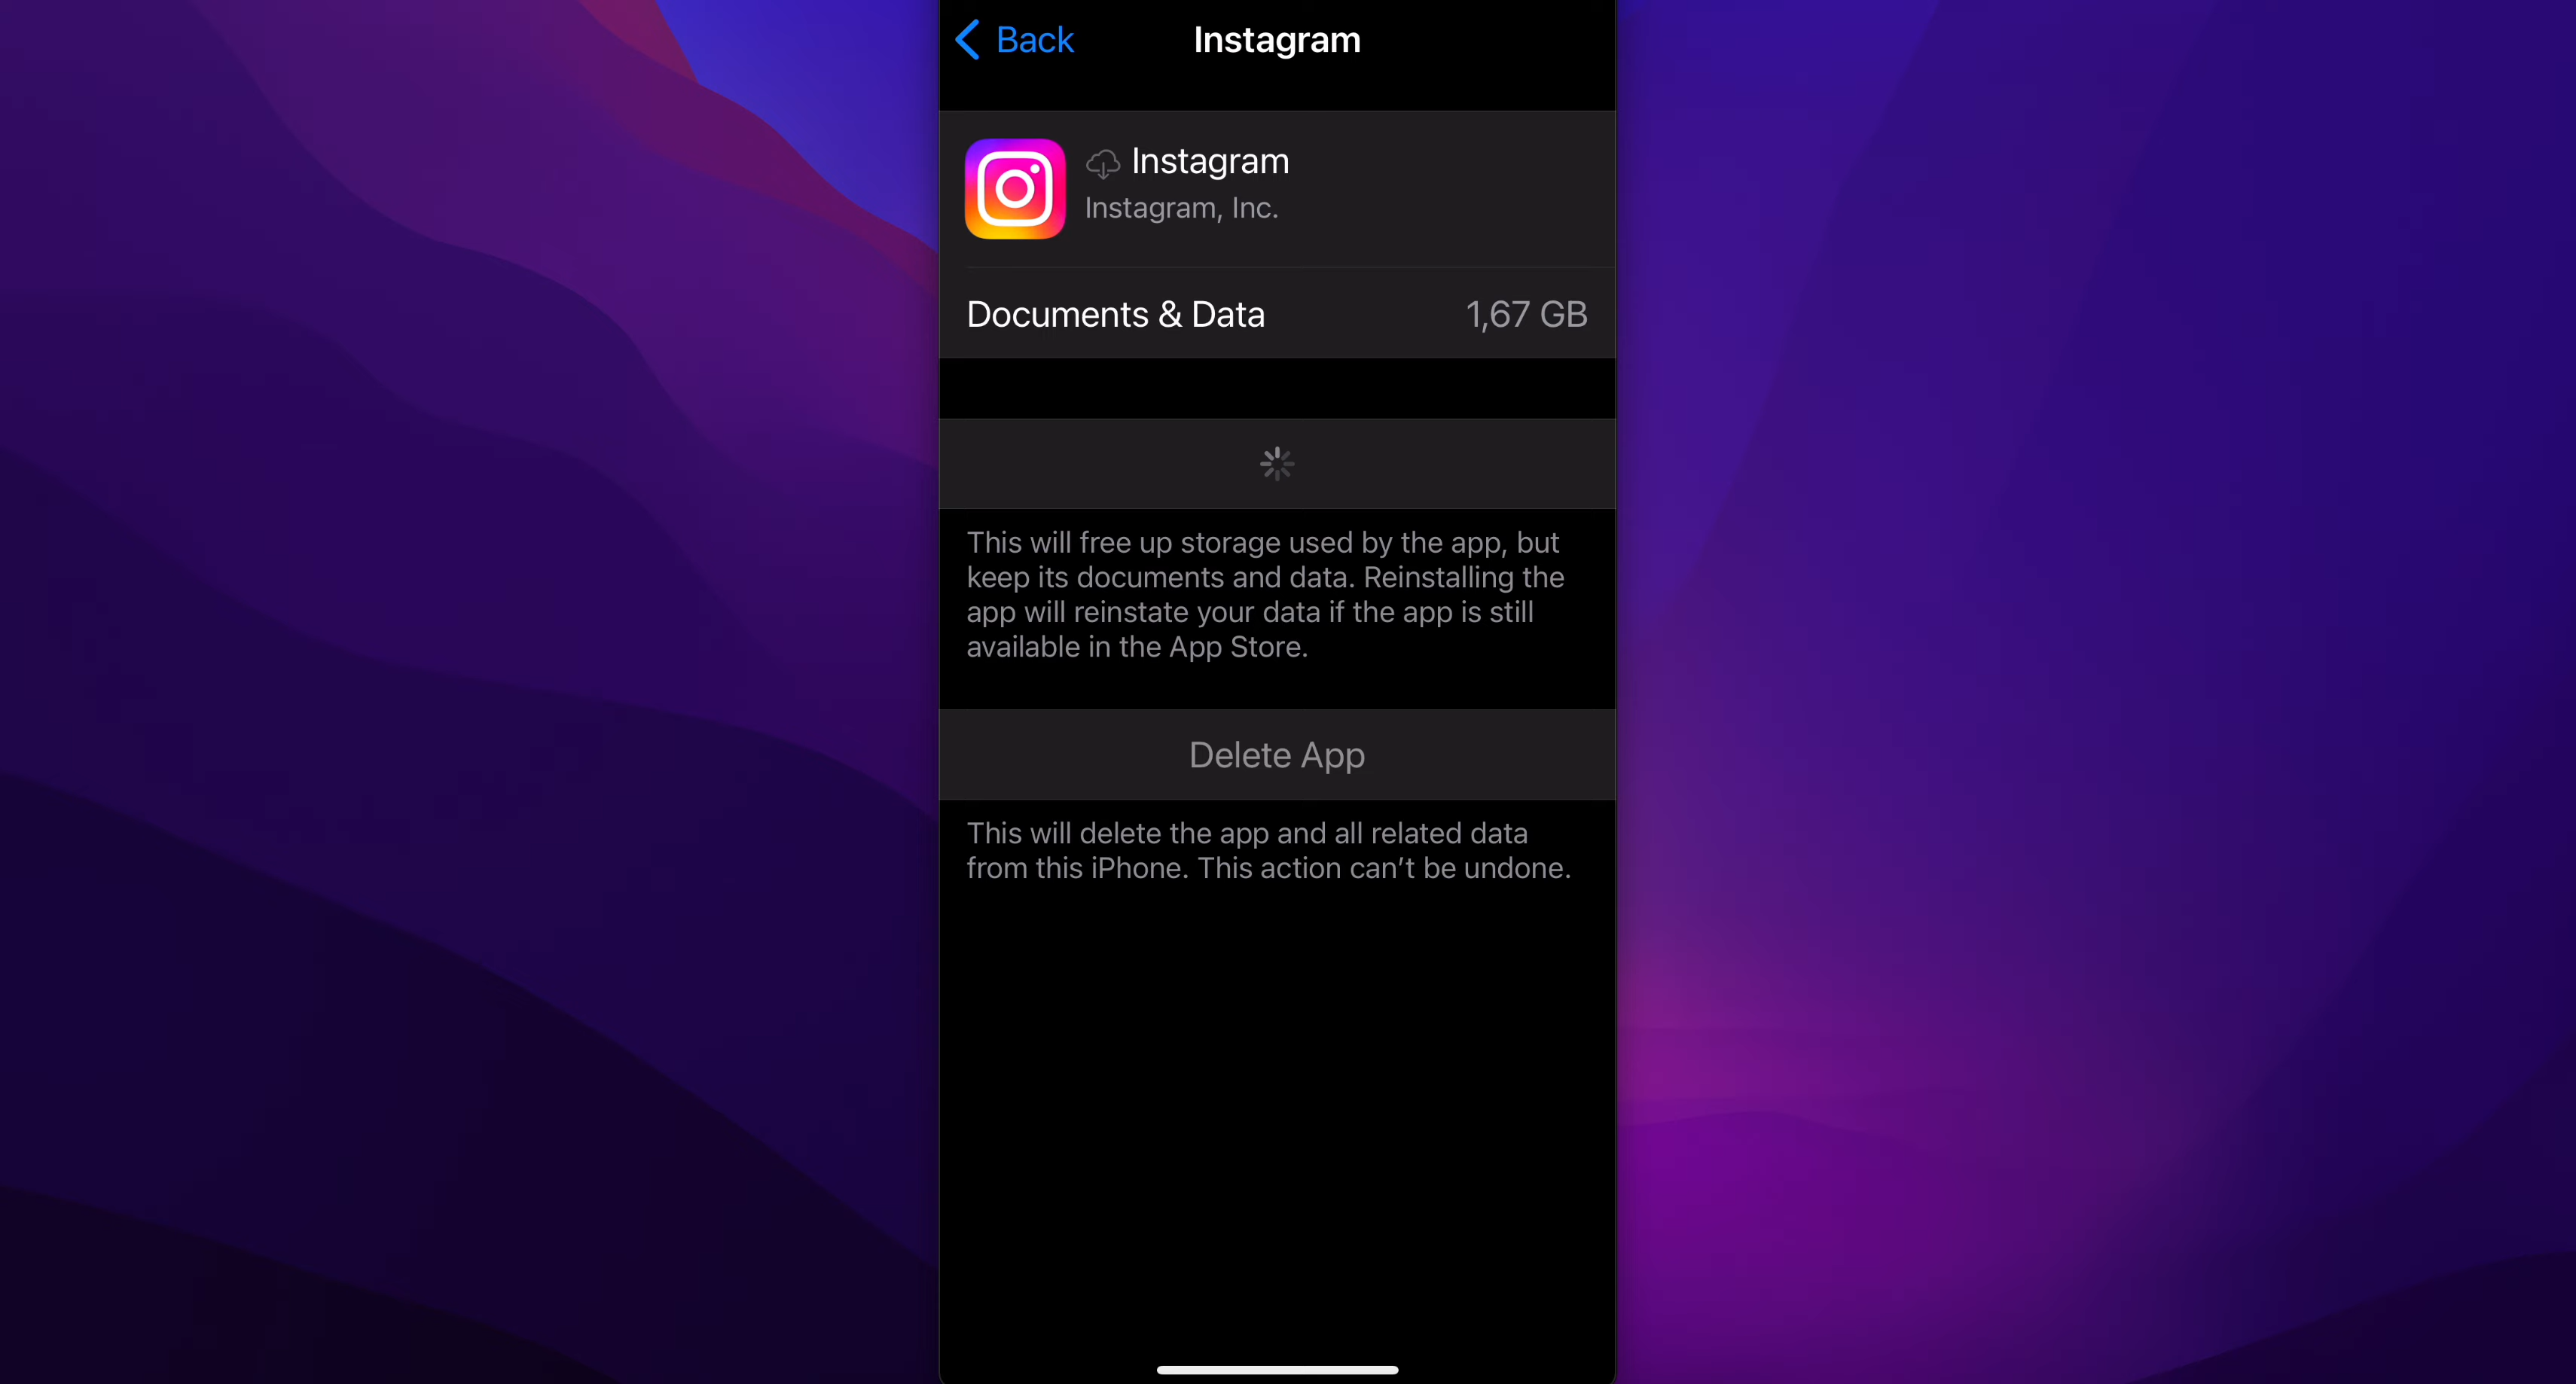 Back
Instagram
Instagram
Instagram, Inc.
Documents & Data
1,67 GB
This will free up storage used by the app, but
keep its documents and data. Reinstalling the
app will reinstate your data if the app is still
available in the App Store.
Delete App
This will delete the app and all related data
from this iPhone. This action can’t be undone.